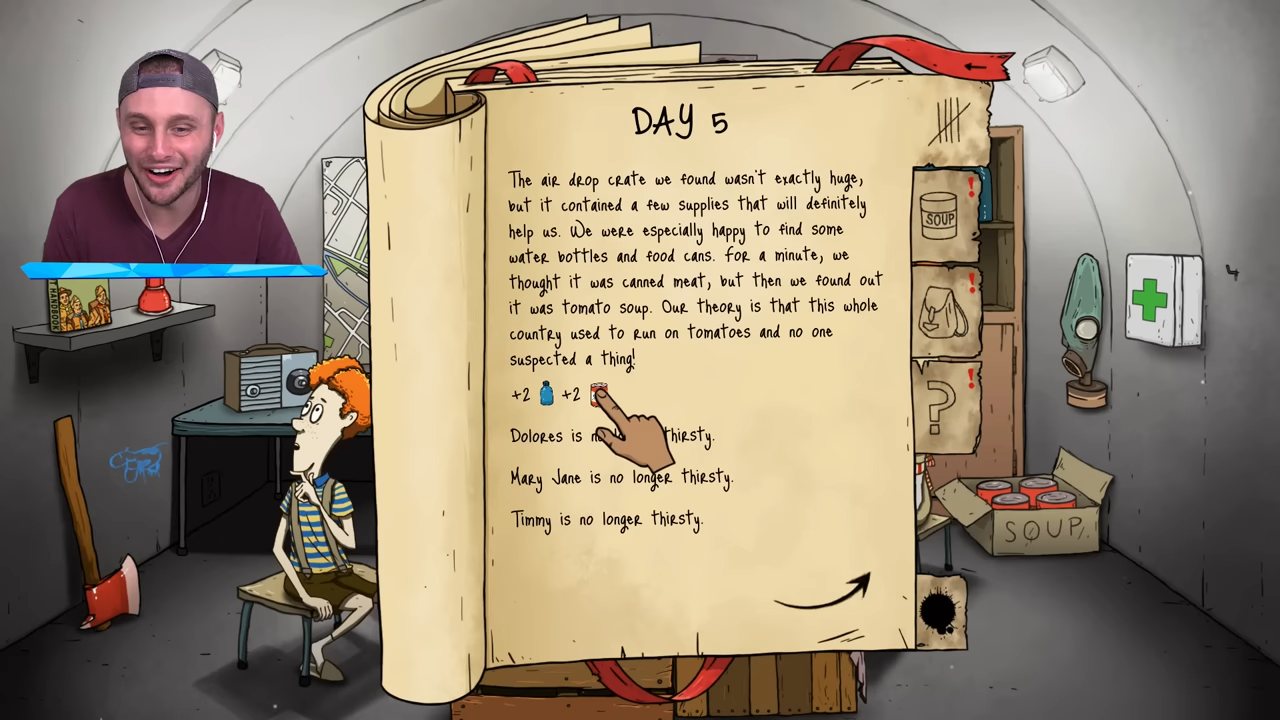 DAY 5
The air drop crate we found wasn't exactly huge,
but it contained a few supplies that will definitely
help us. We were especially happy to find some
water bottles and food cans. For a minute, we
thought it was canned meat, but then we found out
it was tomato soup. Our theory is that this whole
country used to run on tomatoes and no one
suspected a thing!
+2 +2
Dolores is thirsty.
Mary Jane is no longer thirsty.
Timmy is no longer thirsty.
SOUP
!
!
?
!
4
HANDBOOK
SOUP